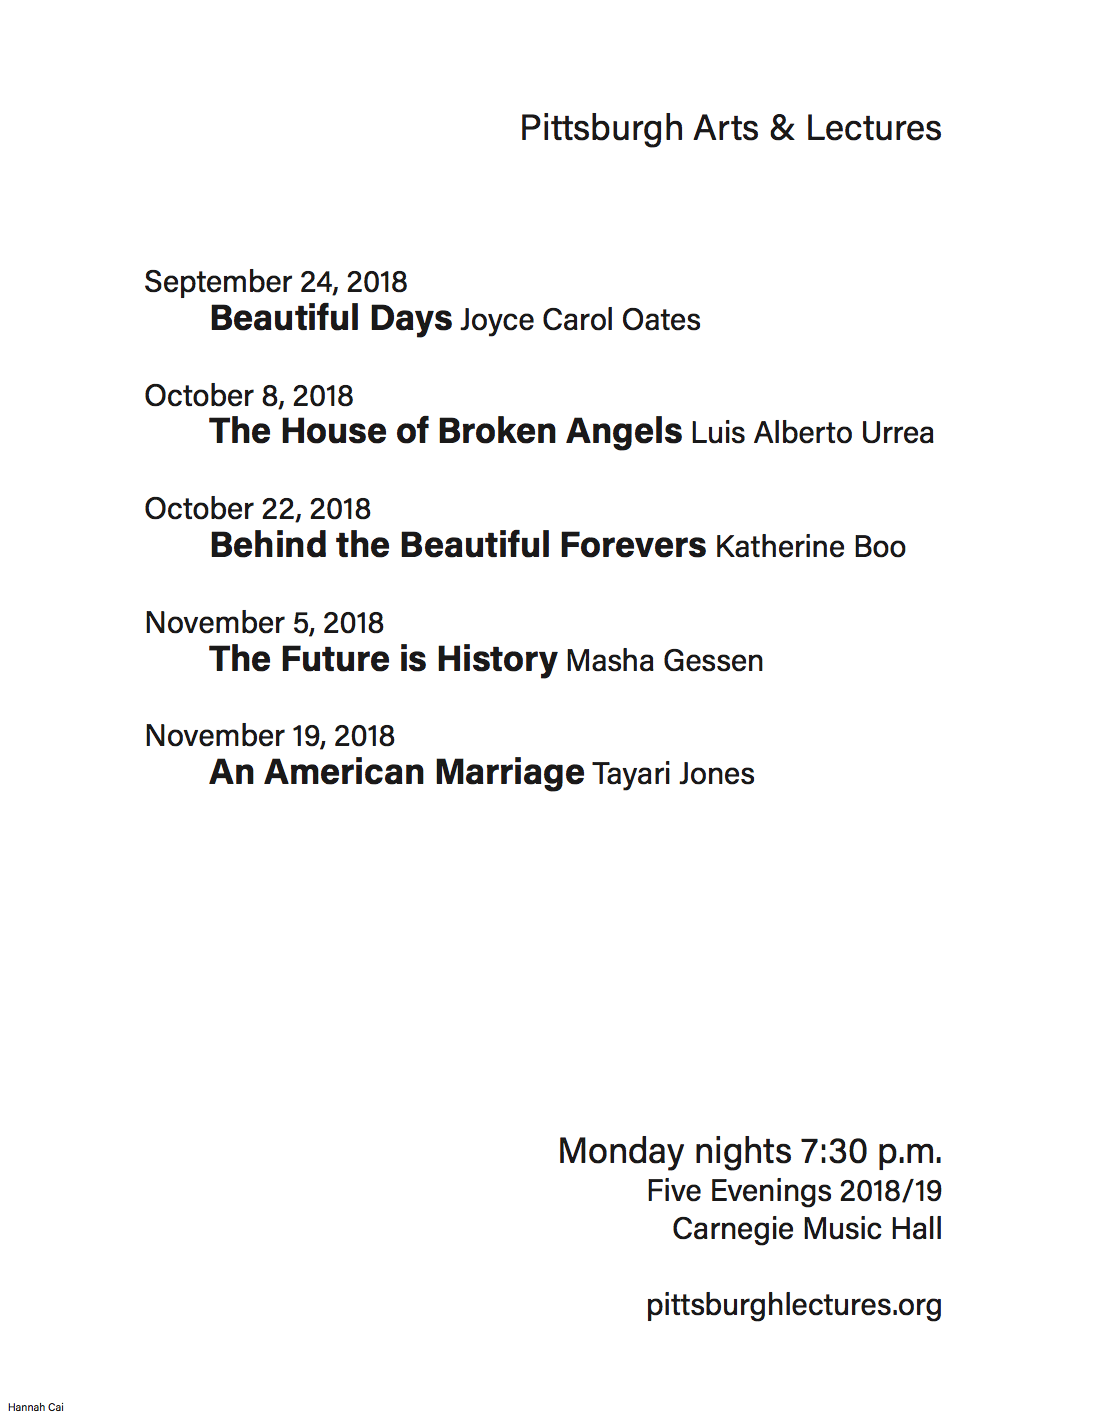 Pittsburgh Arts & Lectures
September 24, 2018
Beautiful Days Joyce Carol Oates
October 8, 2018
The House of Broken Angels Luis Alberto Urrea
October 22, 2018
Behind the Beautiful Forevers Katherine Boo
November 5, 2018
The Future is History Masha Gessen
November 19, 2018
An American Marriage Tayari Jones
Monday nights 7:30 p.m.
Five Evenings 2018/19
Carnegie Music Hall
pittsburghlectures.org
Hannah Cai